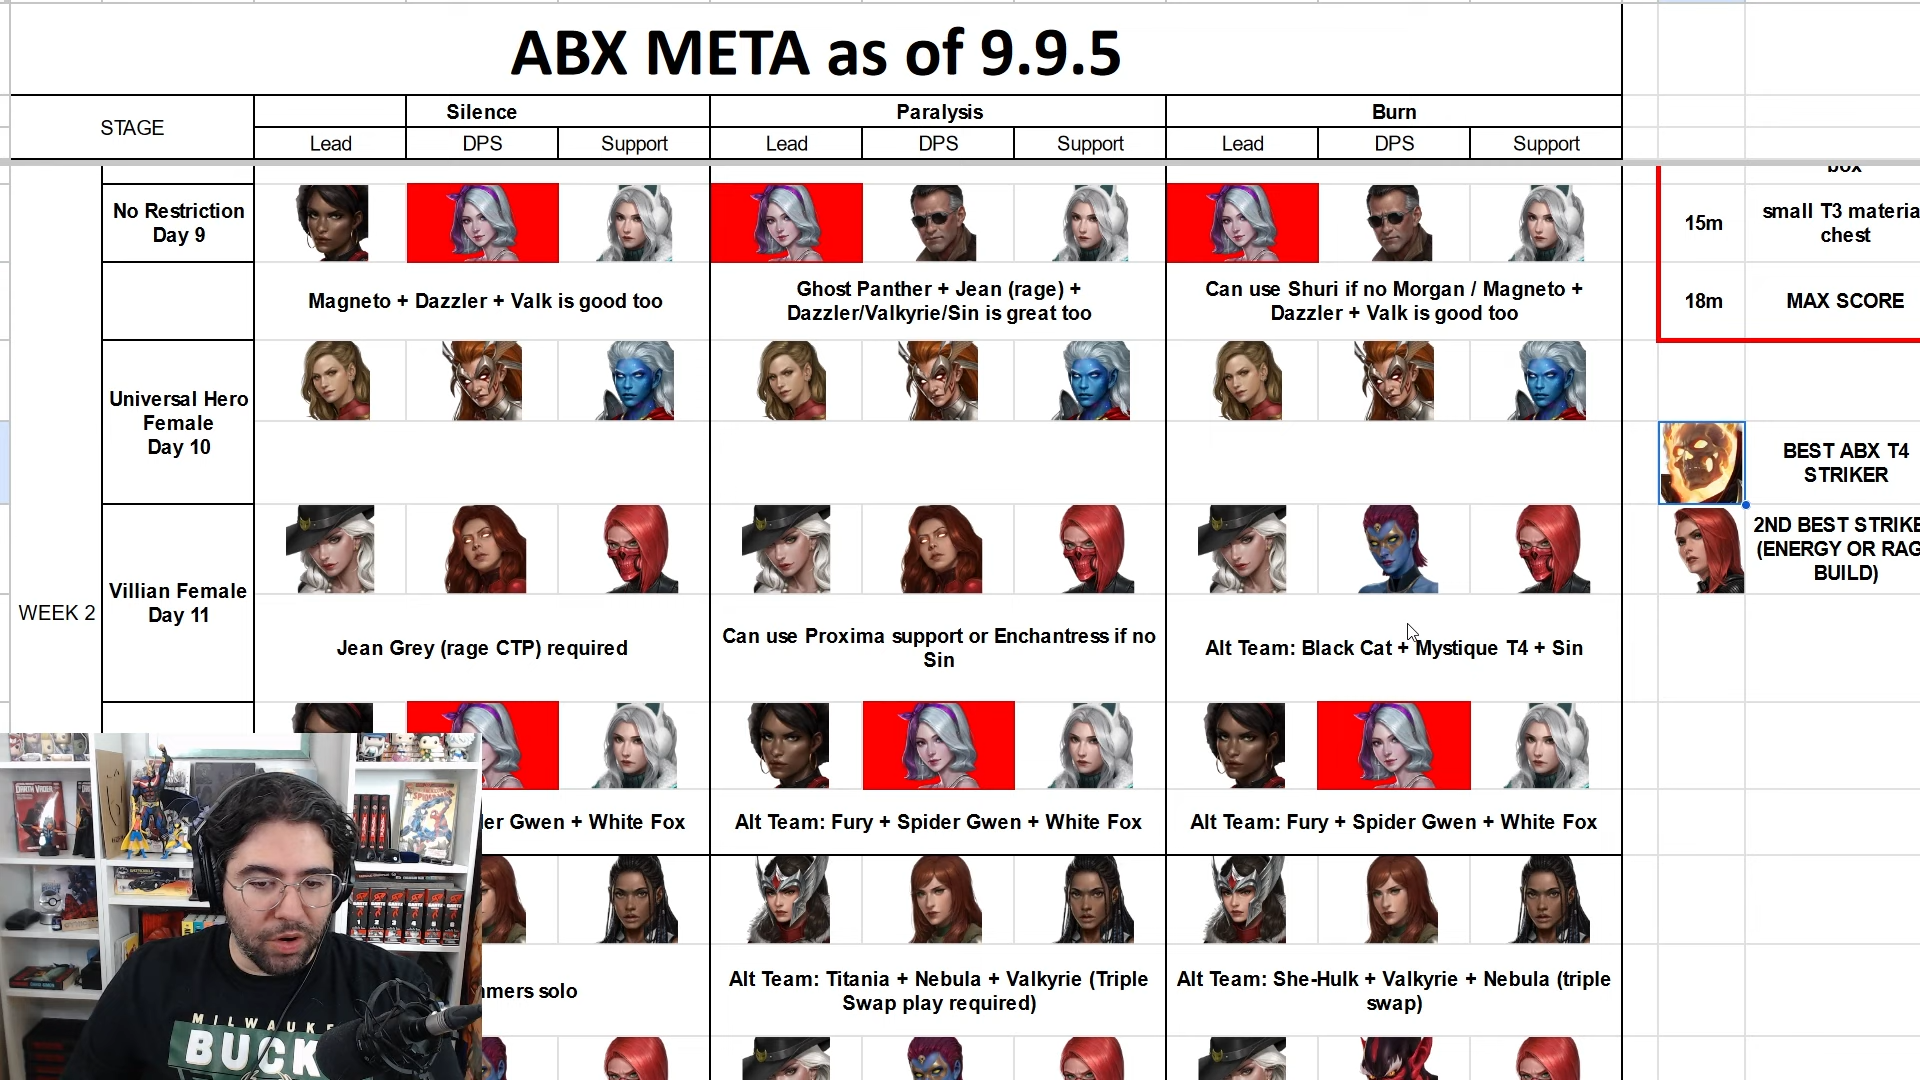 ABX META as of 9.9.5
STAGE
Silence
Paralysis
Burn
Lead
DPS
Support
Lead
DPS
Support
Lead
DPS
Support
No Restriction
Day 9
box
15m
small T3 materia
chest
Magneto + Dazzler + Valk is good too
Ghost Panther + Jean (rage) +
Dazzler/Valkyrie/Sin is great too
Can use Shuri if no Morgan / Magneto +
Dazzler + Valk is good too
18m
MAX SCORE
Universal Hero
Female
Day 10
BEST ABX T4
STRIKER
WEEK 2
Villian Female
Day 11
2ND BEST STRIKE
(ENERGY OR RAG
BUILD)
Jean Grey (rage CTP) required
Can use Proxima support or Enchantress if no
Sin
Alt Team: Black Cat + Mystique T4 + Sin
er Gwen + White Fox
Alt Team: Fury + Spider Gwen + White Fox
Alt Team: Fury + Spider Gwen + White Fox
mmers solo
Alt Team: Titania + Nebula + Valkyrie (Triple
Swap play required)
Alt Team: She-Hulk + Valkyrie + Nebula (triple
swap)
DARTH VADER
MILWAUKE
BUCK